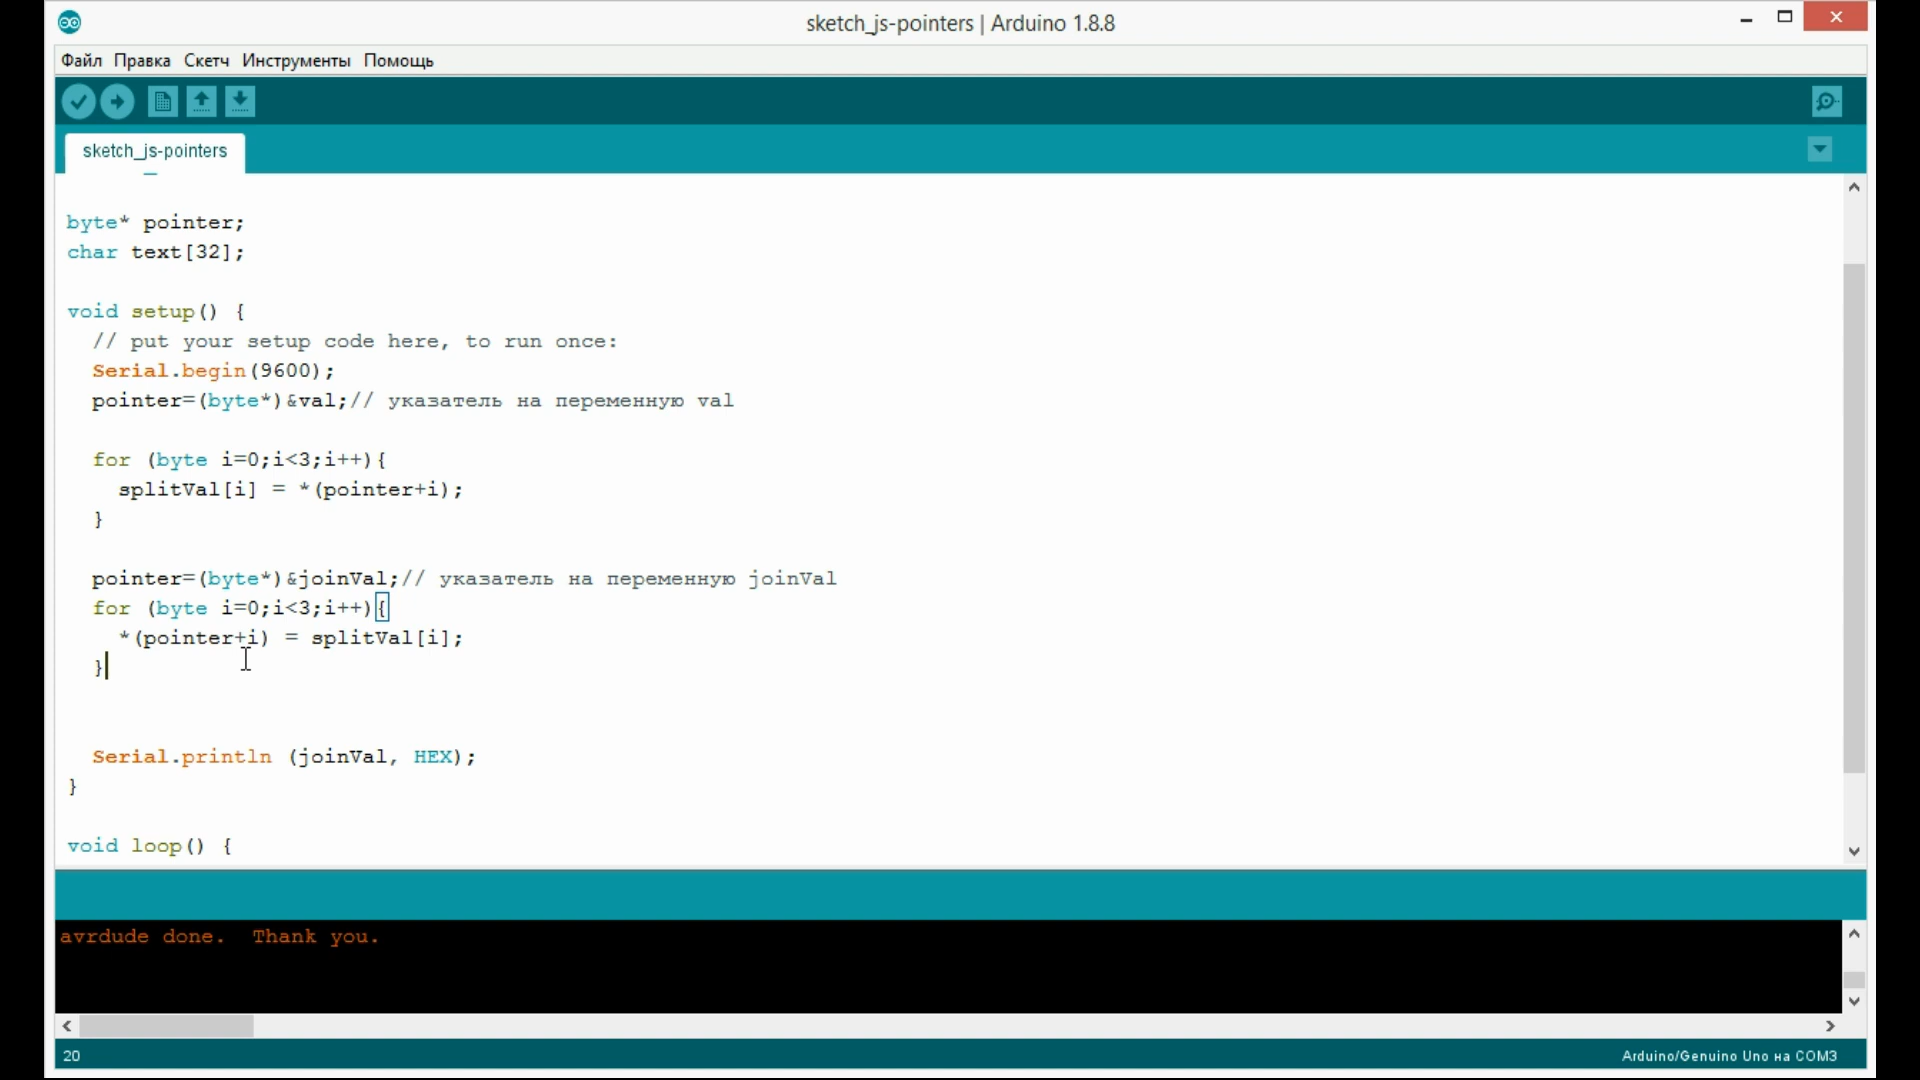 sketch_js-pointers | Arduino 1.8.8
Файл Правка Скетч Инструменты Помощь
sketch_js-pointers
byte* pointer;
char text[32];
void setup() {
// put your setup code here, to run once:
Serial.begin(9600);
pointer=(byte*)&val;// указатель на переменную val
for (byte i=0;i<3;i++){
splitVal[i] = *(pointer+i);
}
pointer=(byte*)&joinVal;// указатель на переменную joinVal
for (byte i=0;i<3;i++){
*(pointer+i) = splitVal[i];
}
Serial.println (joinVal, HEX);
}
void loop() {
avrdude done.  Thank you.
20
Arduino/Genuino Uno на COM3